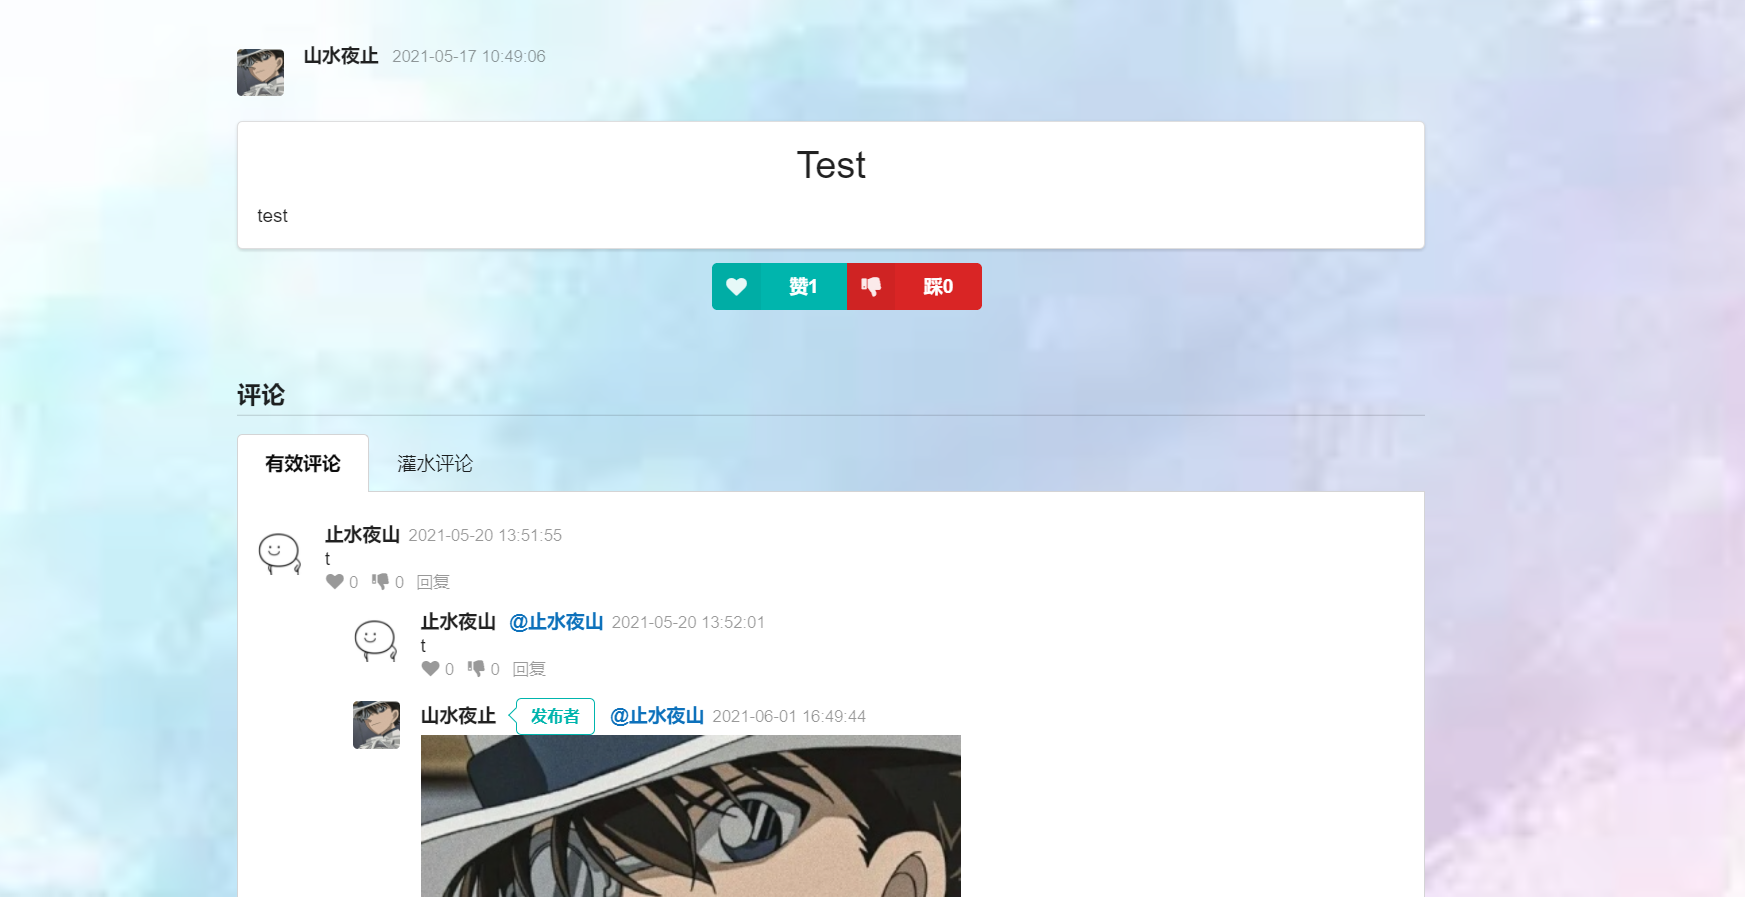 山水夜止 2021-05-17 10:49:06
Test
test
赞1 踩0
评论
有效评论 灌水评论
止水夜山 2021-05-20 13:51:55
t
0 0 回复
止水夜山 @止水夜山 2021-05-20 13:52:01
t
0 0 回复
山水夜止 发布者 @止水夜山 2021-06-01 16:49:44